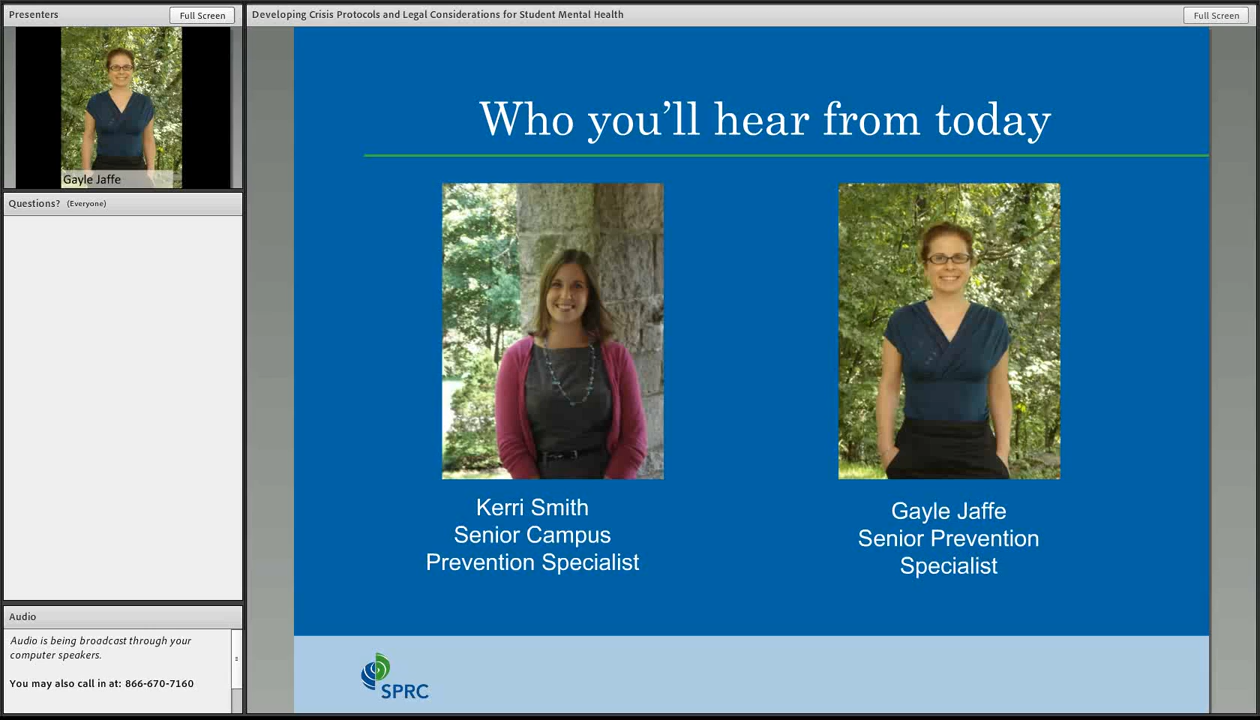 Presenters
Full Screen
Gayle Jaffe
Questions? (Everyone)
Audio
Audio is being broadcast through your
computer speakers.
You may also call in at: 866-670-7160
Developing Crisis Protocols and Legal Considerations for Student Mental Health
Full Screen
Who you’ll hear from today
Kerri Smith
Senior Campus
Prevention Specialist
Gayle Jaffe
Senior Prevention
Specialist
SPRC